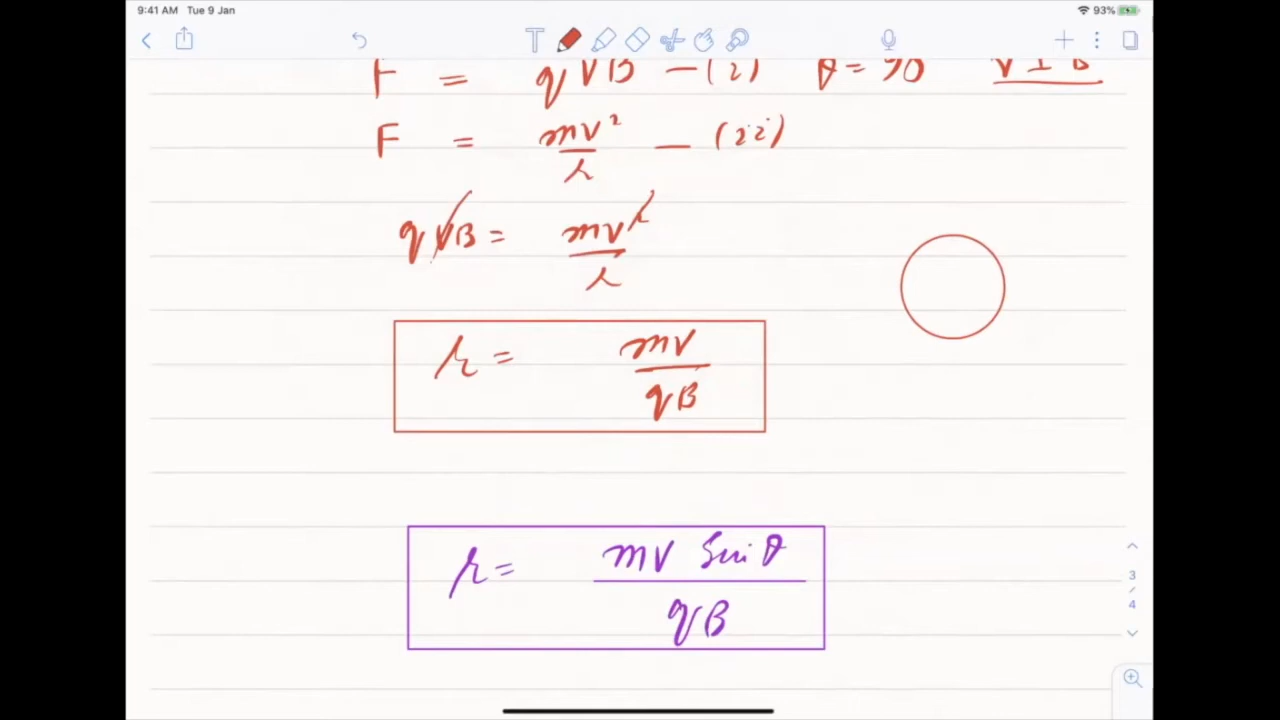 9:41 AM Tue 9 Jan 93%
F = qVB —(i) θ = 90 V ⊥ B
F = mv²/r — (ii)
qVB = mv²/r
r = mv/qB
r = mv Sin θ/qB
3
/
4